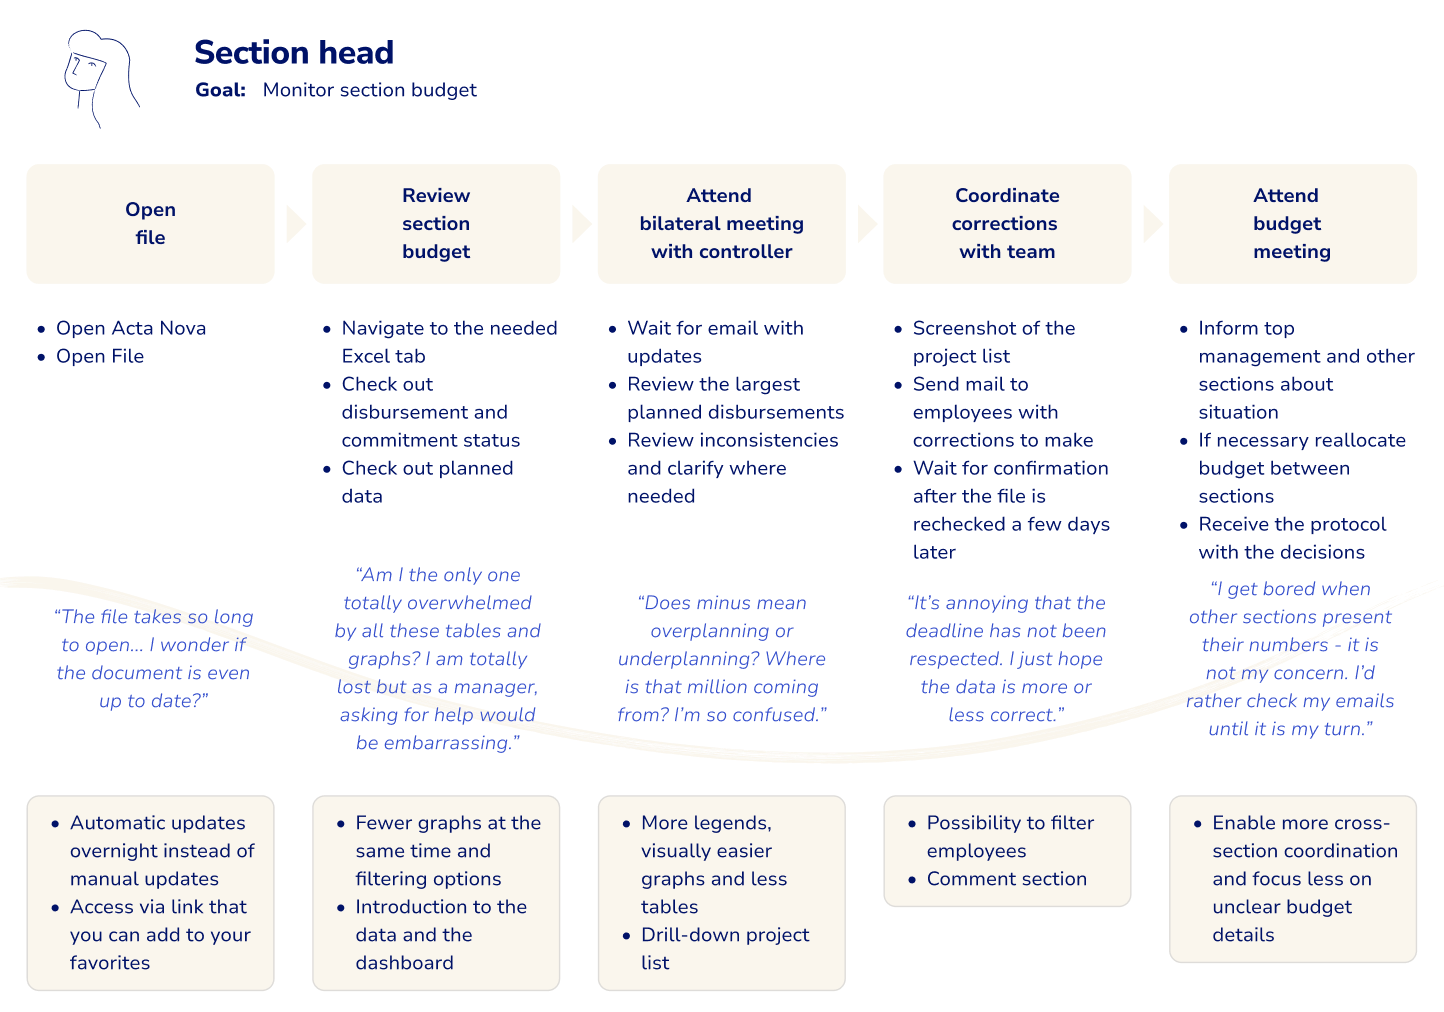 Section head
Goal: Monitor section budget
Open
file
Review
section
budget
Attend
bilateral meeting
with controller
Coordinate
corrections
with team
Attend
budget
meeting
• Open Acta Nova
• Open File
• Navigate to the needed
Excel tab
• Check out
disbursement and
commitment status
• Check out planned
data
• Wait for email with
updates
• Review the largest
planned disbursements
• Review inconsistencies
and clarify where
needed
• Screenshot of the
project list
• Send mail to
employees with
corrections to make
• Wait for confirmation
after the file is
rechecked a few days
later
• Inform top
management and other
sections about
situation
• If necessary reallocate
budget between
sections
• Receive the protocol
with the decisions
“The file takes so long
to open... I wonder if
the document is even
up to date?”
“Am I the only one
totally overwhelmed
by all these tables and
graphs? I am totally
lost but as a manager,
asking for help would
be embarrassing.”
“Does minus mean
overplanning or
underplanning? Where
is that million coming
from? I’m so confused.”
“It’s annoying that the
deadline has not been
respected. I just hope
the data is more or
less correct.”
“I get bored when
other sections present
their numbers - it is
not my concern. I’d
rather check my emails
until it is my turn.”
• Automatic updates
overnight instead of
manual updates
• Access via link that
you can add to your
favorites
• Fewer graphs at the
same time and
filtering options
• Introduction to the
data and the
dashboard
• More legends,
visually easier
graphs and less
tables
• Drill-down project
list
• Possibility to filter
employees
• Comment section
• Enable more cross-
section coordination
and focus less on
unclear budget
details